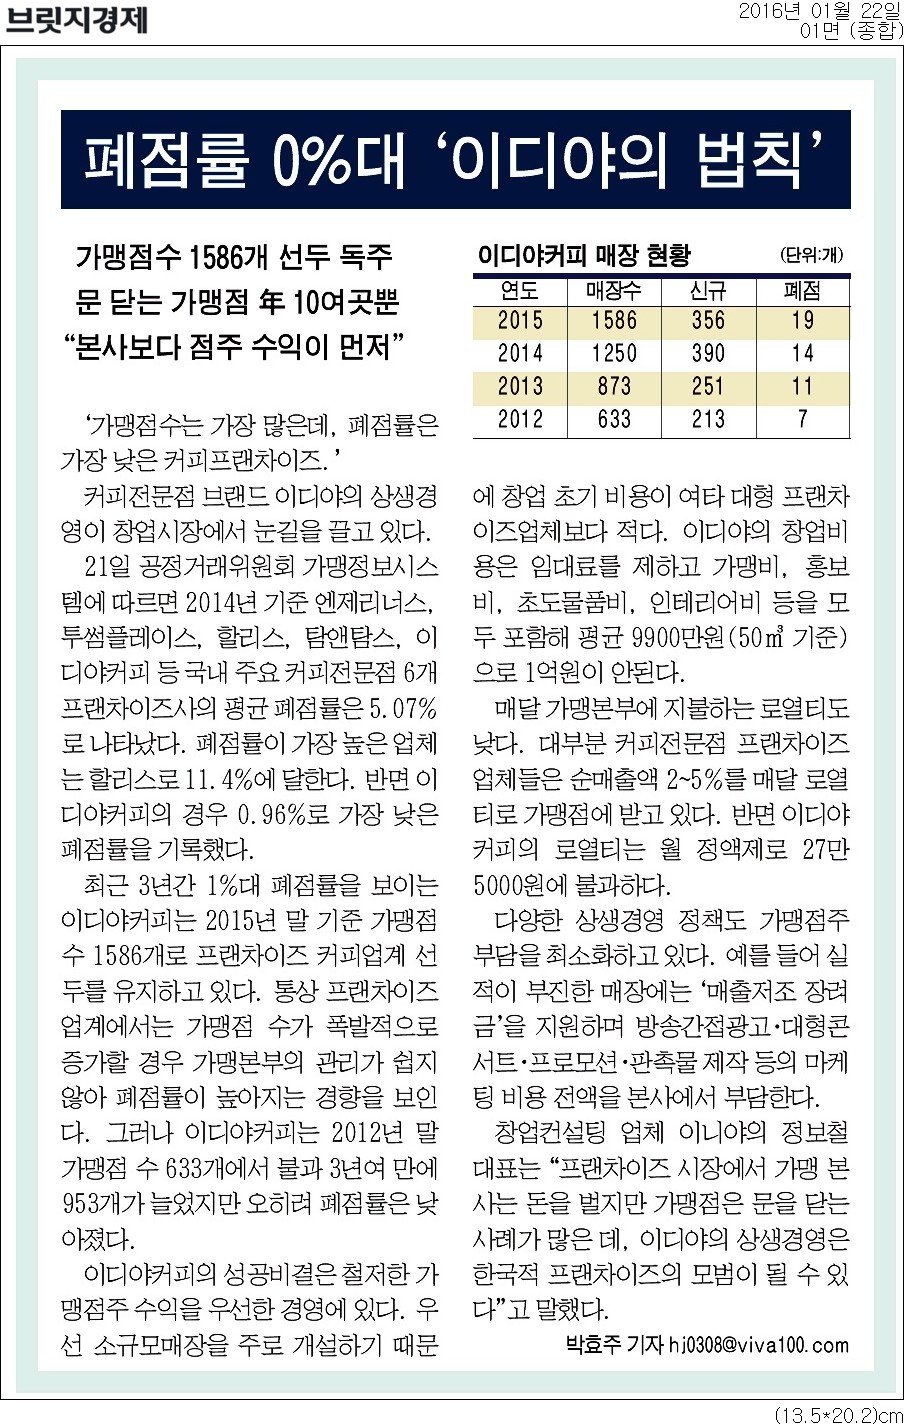 브릿지경제
2016년 01월 22일
01면 (종합)
폐점률 0%대 ‘이디야의 법칙’
가맹점수 1586개 선두 독주
문 닫는 가맹점 年 10여곳뿐
“본사보다 점주 수익이 먼저”
이디야커피 매장 현황 (단위:개)
연도 매장수 신규 폐점
2015 1586 356 19
2014 1250 390 14
2013 873 251 11
2012 633 213 7
‘가맹점수는 가장 많은데, 폐점률은
가장 낮은 커피프랜차이즈.’
커피전문점 브랜드 이디야의 상생경
영이 창업시장에서 눈길을 끌고 있다.
21일 공정거래위원회 가맹정보시스
템에 따르면 2014년 기준 엔제리너스,
투썸플레이스, 할리스, 탐앤탐스, 이
디야커피 등 국내 주요 커피전문점 6개
프랜차이즈사의 평균 폐점률은 5.07%
로 나타났다. 폐점률이 가장 높은 업체
는 할리스로 11.4%에 달한다. 반면 이
디야커피의 경우 0.96%로 가장 낮은
폐점률을 기록했다.
최근 3년간 1%대 폐점률을 보이는
이디야커피는 2015년 말 기준 가맹점
수 1586개로 프랜차이즈 커피업계 선
두를 유지하고 있다. 통상 프랜차이즈
업계에서는 가맹점 수가 폭발적으로
증가할 경우 가맹본부의 관리가 쉽지
않아 폐점률이 높아지는 경향을 보인
다. 그러나 이디야커피는 2012년 말
가맹점 수 633개에서 불과 3년여 만에
953개가 늘었지만 오히려 폐점률은 낮
아졌다.
이디야커피의 성공비결은 철저한 가
맹점주 수익을 우선한 경영에 있다. 우
선 소규모매장을 주로 개설하기 때문
에 창업 초기 비용이 여타 대형 프랜차
이즈업체보다 적다. 이디야의 창업비
용은 임대료를 제하고 가맹비, 홍보
비, 초도물품비, 인테리어비 등을 모
두 포함해 평균 9900만원(50㎡ 기준)
으로 1억원이 안된다.
매달 가맹본부에 지불하는 로열티도
낮다. 대부분 커피전문점 프랜차이즈
업체들은 순매출액 2~5%를 매달 로열
티로 가맹점에 받고 있다. 반면 이디야
커피의 로열티는 월 정액제로 27만
5000원에 불과하다.
다양한 상생경영 정책도 가맹점주
부담을 최소화하고 있다. 예를 들어 실
적이 부진한 매장에는 ‘매출저조 장려
금’을 지원하며 방송간접광고·대형콘
서트·프로모션·판촉물 제작 등의 마케
팅 비용 전액을 본사에서 부담한다.
창업컨설팅 업체 이니야의 정보철
대표는 “프랜차이즈 시장에서 가맹 본
사는 돈을 벌지만 가맹점은 문을 닫는
사례가 많은 데, 이디야의 상생경영은
한국적 프랜차이즈의 모범이 될 수 있
다”고 말했다.
박효주 기자 hj0308@viva100.com
(13.5*20.2)cm